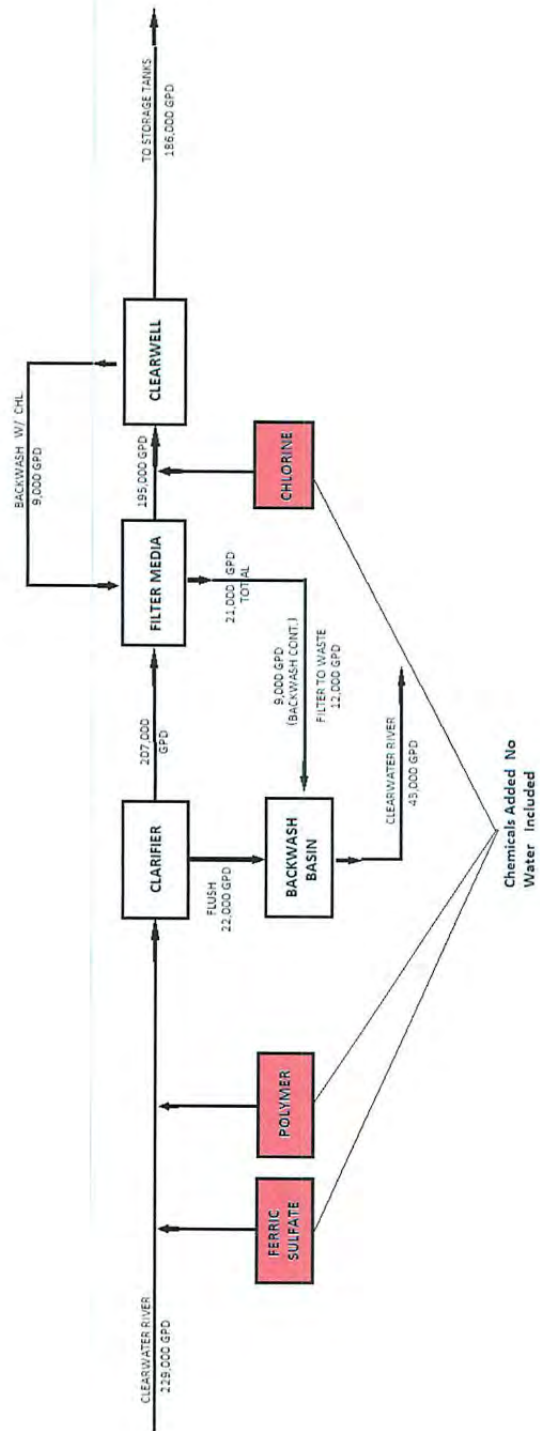 CLEARWATER RIVER
229,000 GPD
FERRIC
SULFATE
POLYMER
CLARIFIER
FLUSH
22,000 GPD
BACKWASH
BASIN
207,000
GPD
FILTER MEDIA
21,000 GPD
TOTAL
9,000 GPD
(BACKWASH CONT.)
FILTER TO WASTE
12,000 GPD
CLEARWATER RIVER
43,000 GPD
BACKWASH W/ CHL
9,000 GPD
195,000 GPD
CHLORINE
CLEARWELL
TO STORAGE TANKS
186,000 GPD
Chemicals Added No
Water Included